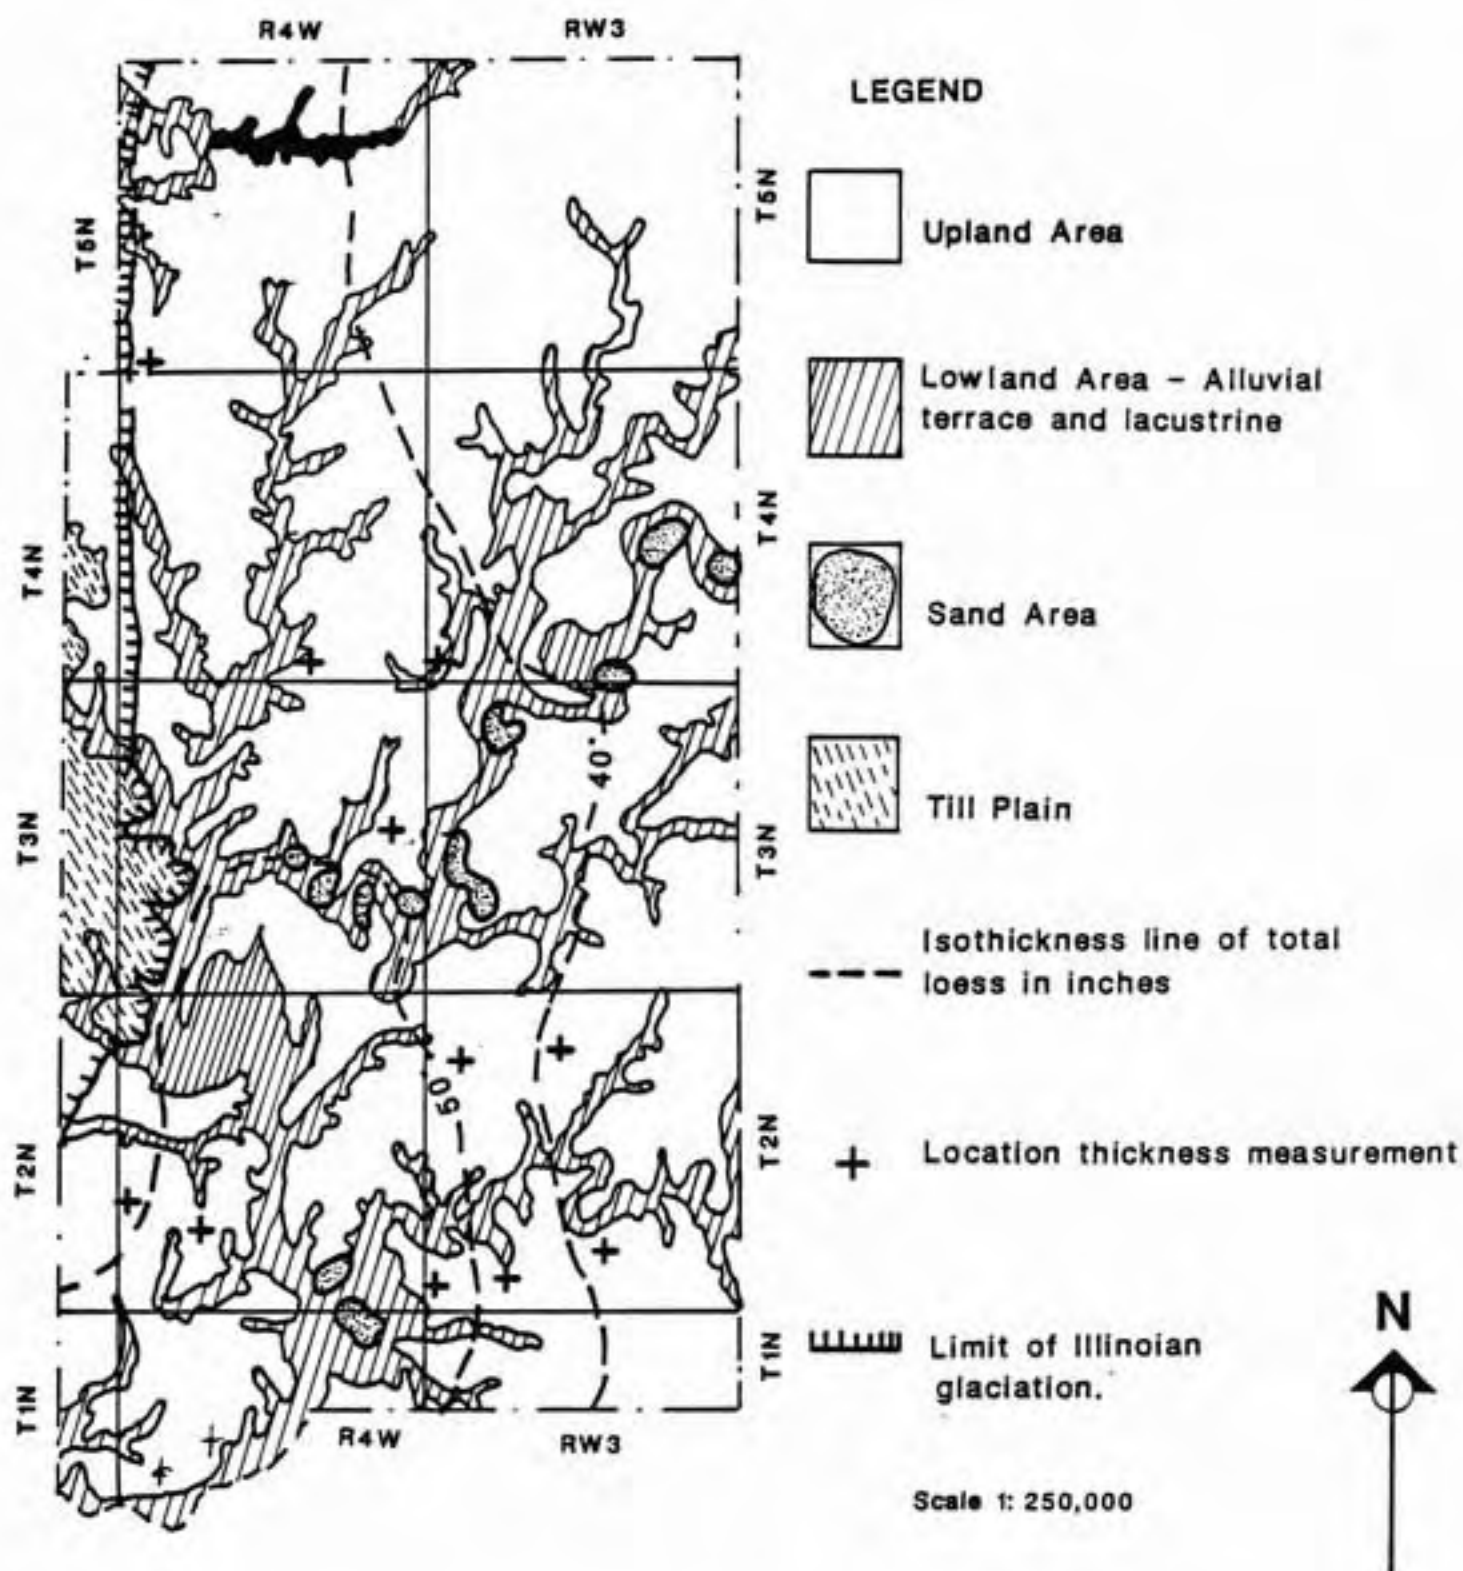 R4W RW3
LEGEND
T5N
T5N
Upland Area
Lowland Area - Alluvial
terrace and lacustrine
T4N
T4N
Sand Area
40"
Till Plain
T3N
T3N
Isothickness line of total
loess in inches
50"
T2N
T2N
Location thickness measurement
N
T1N
T1N
Limit of Illinoian
glaciation.
R4W RW3
Scale 1: 250,000